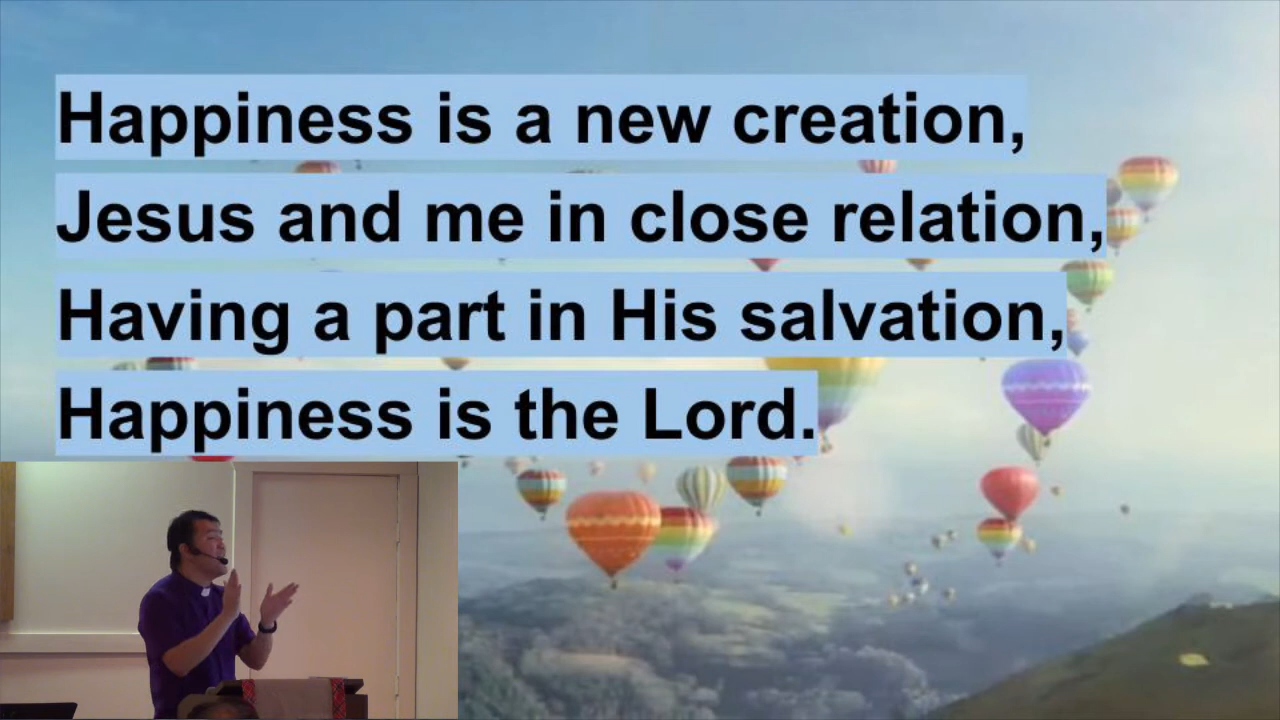 Happiness is a new creation,
Jesus and me in close relation,
Having a part in His salvation,
Happiness is the Lord.